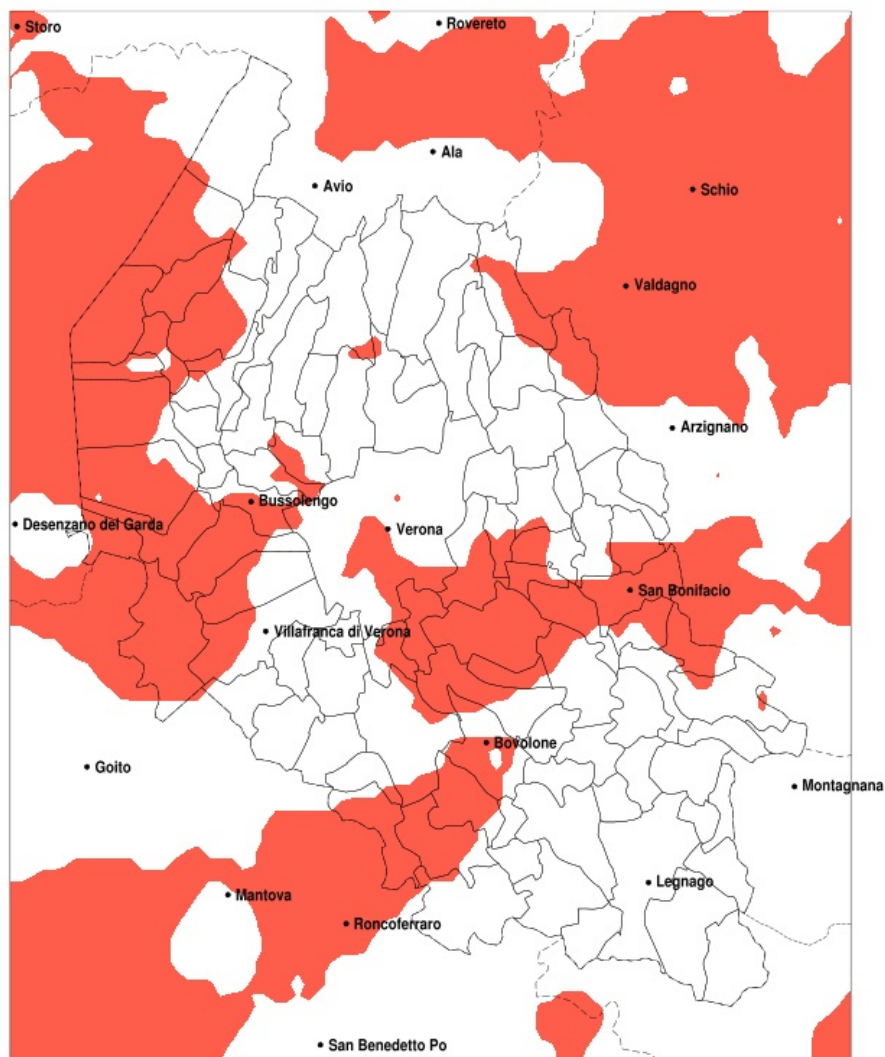 Storo
Rovereto
Ala
Avio
Schio
Valdagno
Arzignano
Bussolengo
Desenzano del Garda
Verona
San Bonifacio
Villafranca di Verona
Bovolone
Goito
Montagnana
Legnago
Mantova
Roncoferraro
San Benedetto Po